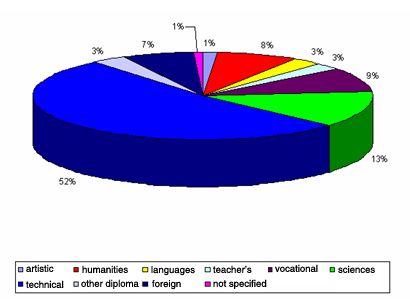 1%
3% 7% 1% 8% 3% 3%
9%
13%
52%
artistic humanities languages teacher's vocational sciences
technical other diploma foreign not specified